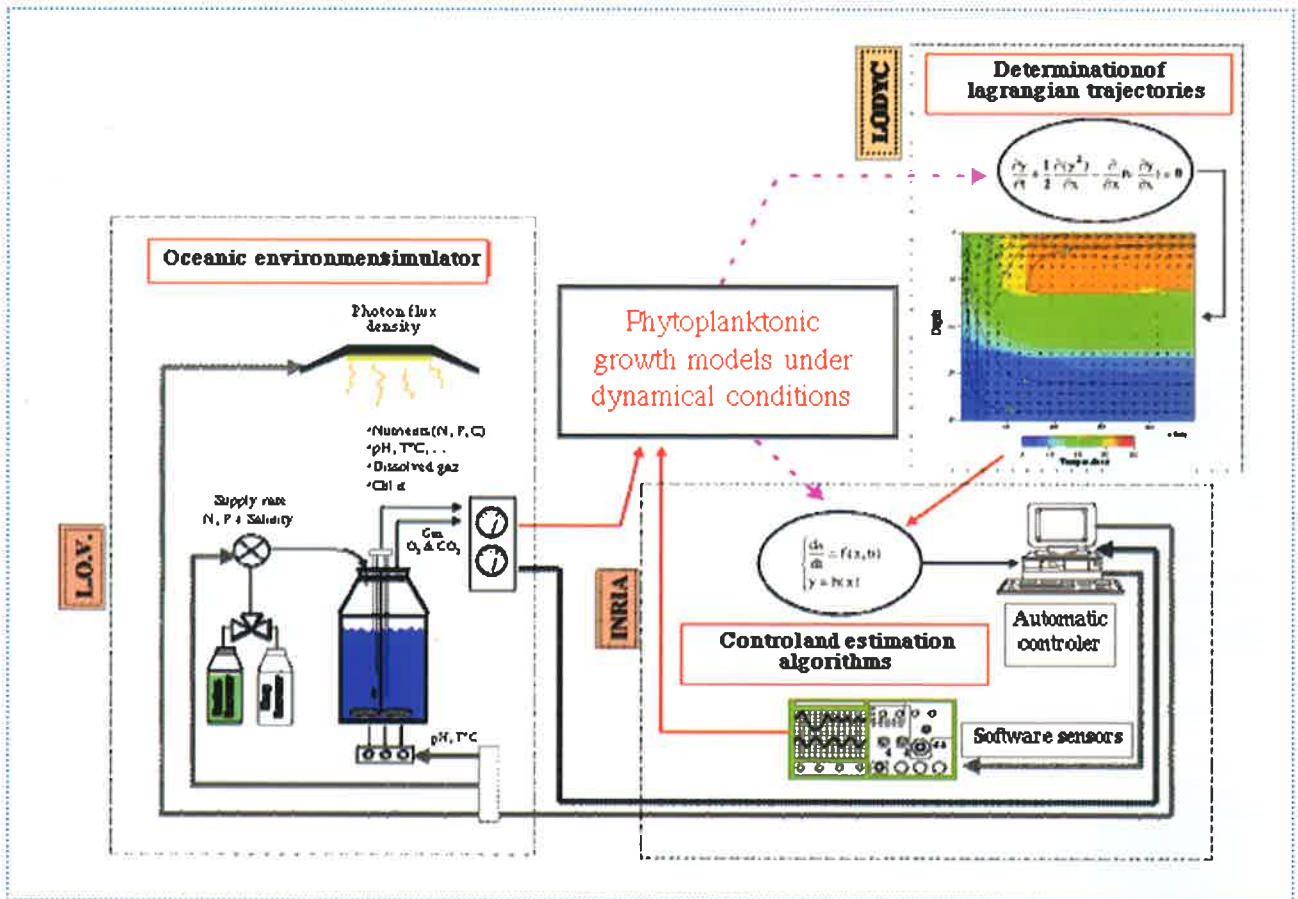 LODYC
Determinationof
lagrangian trajectories
Oceanic environmentsimulator
Photon flux
density
Phytoplanktonic
growth models under
dynamical conditions
Depth
Temperature
•Nutrients (N, P, C)
•pH, T°C, . .
•Dissolved gaz
•Chl a
Supply rate
N, P + Salinity
Gas
O₂ & CO₂
L.O.V.
INRIA
y = h(x)
Automatic
controler
Controland estimation
algorithms
Software sensors
pH, T°C